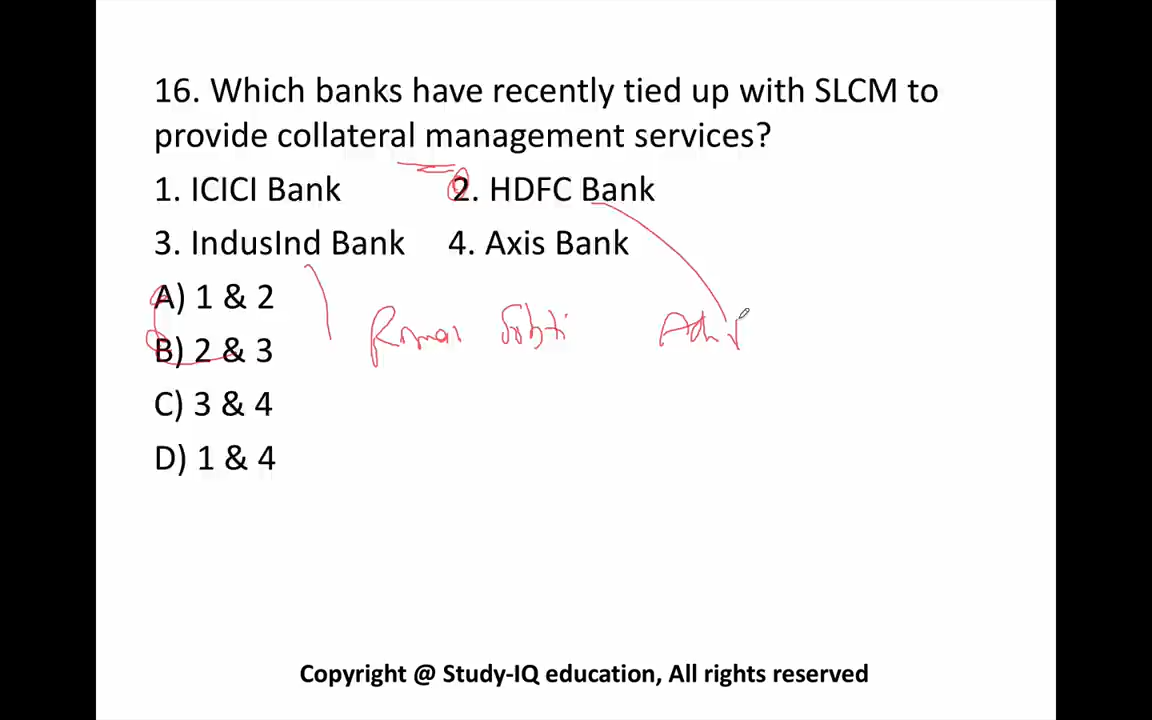 16. Which banks have recently tied up with SLCM to
provide collateral management services?
1. ICICI Bank 2. HDFC Bank
3. IndusInd Bank 4. Axis Bank
A) 1 & 2
B) 2 & 3
C) 3 & 4
D) 1 & 4
Copyright @ Study-IQ education, All rights reserved